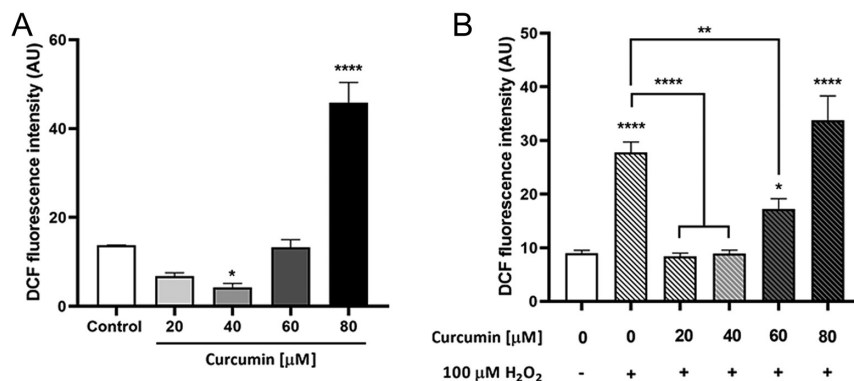 A
DCF fluorescence intensity (AU)
60
40
20
0
****
*
Control
20
40
60
80
Curcumin [μM]
B
DCF fluorescence intensity (AU)
50
40
30
20
10
0
**
****
****
****
*
Curcumin [μM] 0 0 20 40 60 80
100 μM H₂O₂ - + + + + +